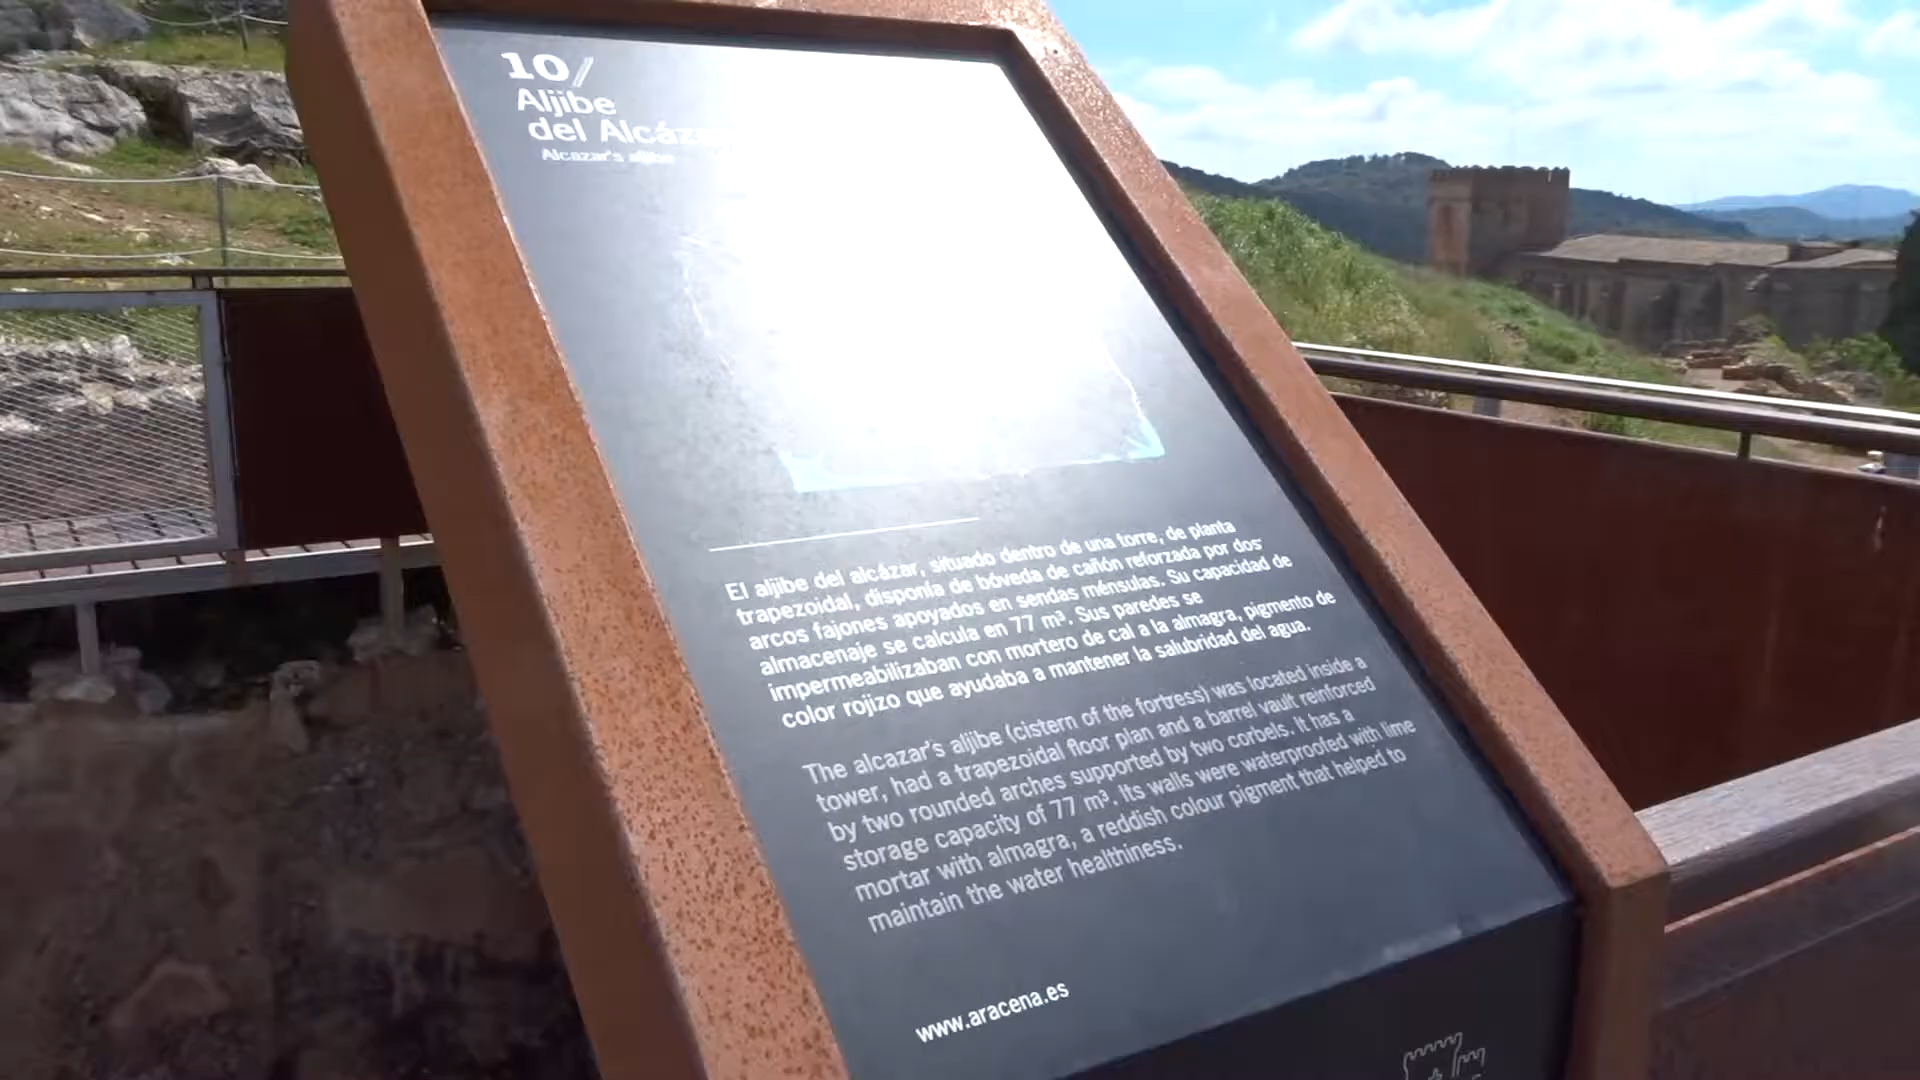 10/
Aljibe
del Alcázar
Alcazar's aljibe
El aljibe del alcázar, situado dentro de una torre, de planta
trapezoidal, disponía de bóveda de cañón reforzada por dos
arcos fajones apoyados en sendas ménsulas. Su capacidad de
almacenaje se calcula en 77 m³. Sus paredes se
impermeabilizaban con mortero de cal a la almagra, pigmento de
color rojizo que ayudaba a mantener la salubridad del agua.
The alcazar's aljibe (cistern of the fortress) was located inside a
tower, had a trapezoidal floor plan and a barrel vault reinforced
by two rounded arches supported by two corbels. It has a
storage capacity of 77 m³. Its walls were waterproofed with lime
mortar with almagra, a reddish colour pigment that helped to
maintain the water healthiness.
www.aracena.es